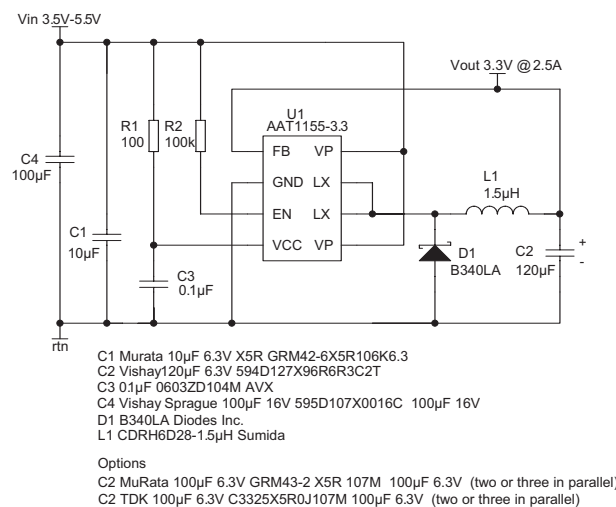 Vin 3.5V-5.5V
Vout 3.3V @ 2.5A
U1
AAT1155-3.3
R1
100
R2
100k
FB VP
GND LX
EN LX
VCC VP
L1
1.5µH
C4
100µF
C1
10µF
C3
0.1µF
D1
B340LA
C2
120µF
+
-
rtn
C1 Murata 10µF 6.3V X5R GRM42-6X5R106K6.3
C2 Vishay120µF 6.3V 594D127X96R6R3C2T
C3 0.1µF 0603ZD104M AVX
C4 Vishay Sprague 100µF 16V 595D107X0016C 100µF 16V
D1 B340LA Diodes Inc.
L1 CDRH6D28-1.5µH Sumida
Options
C2 MuRata 100µF 6.3V GRM43-2 X5R 107M 100µF 6.3V (two or three in parallel)
C2 TDK 100µF 6.3V C3325X5R0J107M 100µF 6.3V (two or three in parallel)